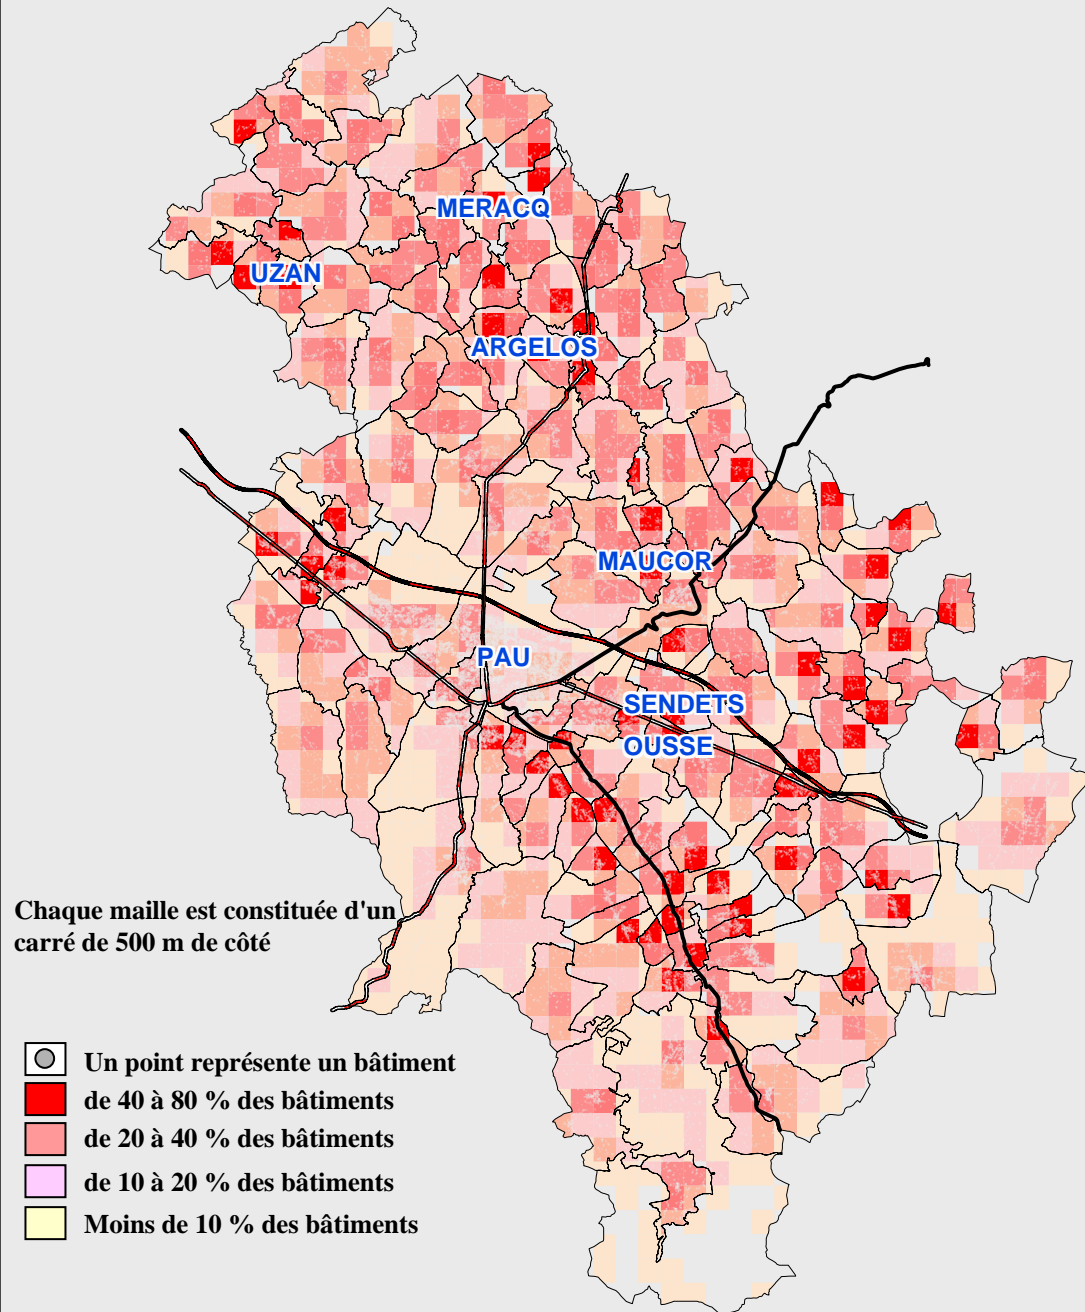 MERACQ
UZAN
ARGELOS
MAUCOR
PAU
SENDETS
OUSSE
Chaque maille est constituée d'un
carré de 500 m de côté
Un point représente un bâtiment
de 40 à 80 % des bâtiments
de 20 à 40 % des bâtiments
de 10 à 20 % des bâtiments
Moins de 10 % des bâtiments